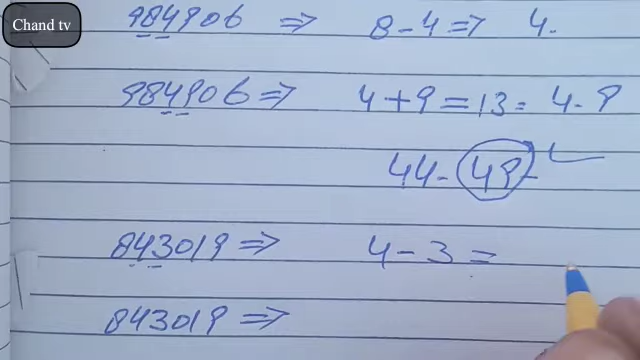 Chand tv
984906 => 8-4=> 4.
984906 => 4+9=13= 4-9
44-49-
843019=> 4-3=
843019=>